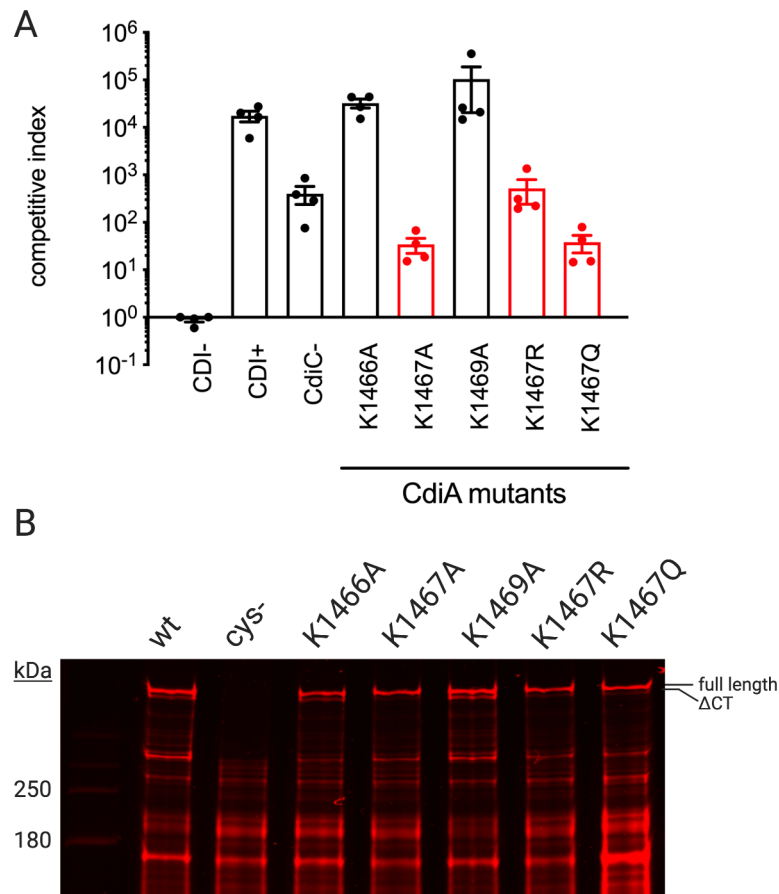 A
competitive index
10^6
10^5
10^4
10^3
10^2
10^1
10^0
10^-1
CDI-
CDI+
CdiC-
K1466A
K1467A
K1469A
K1467R
K1467Q
CdiA mutants
B
wt
cys-
K1466A
K1467A
K1469A
K1467R
K1467Q
kDa
full length
ΔCT
250
180